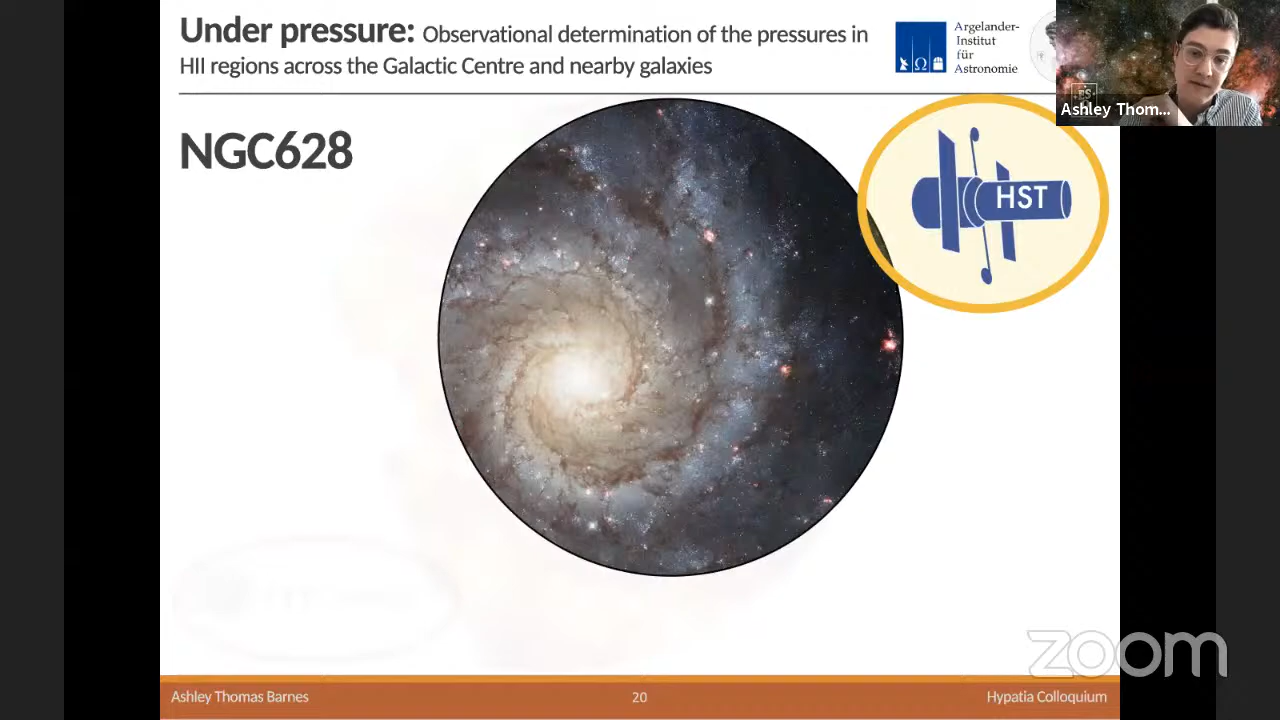 Under pressure: Observational determination of the pressures in
HII regions across the Galactic Centre and nearby galaxies
Argelander-
Institut
für
Astronomie
Ashley Thom...
NGC628
HST
zoom
Ashley Thomas Barnes
20
Hypatia Colloquium